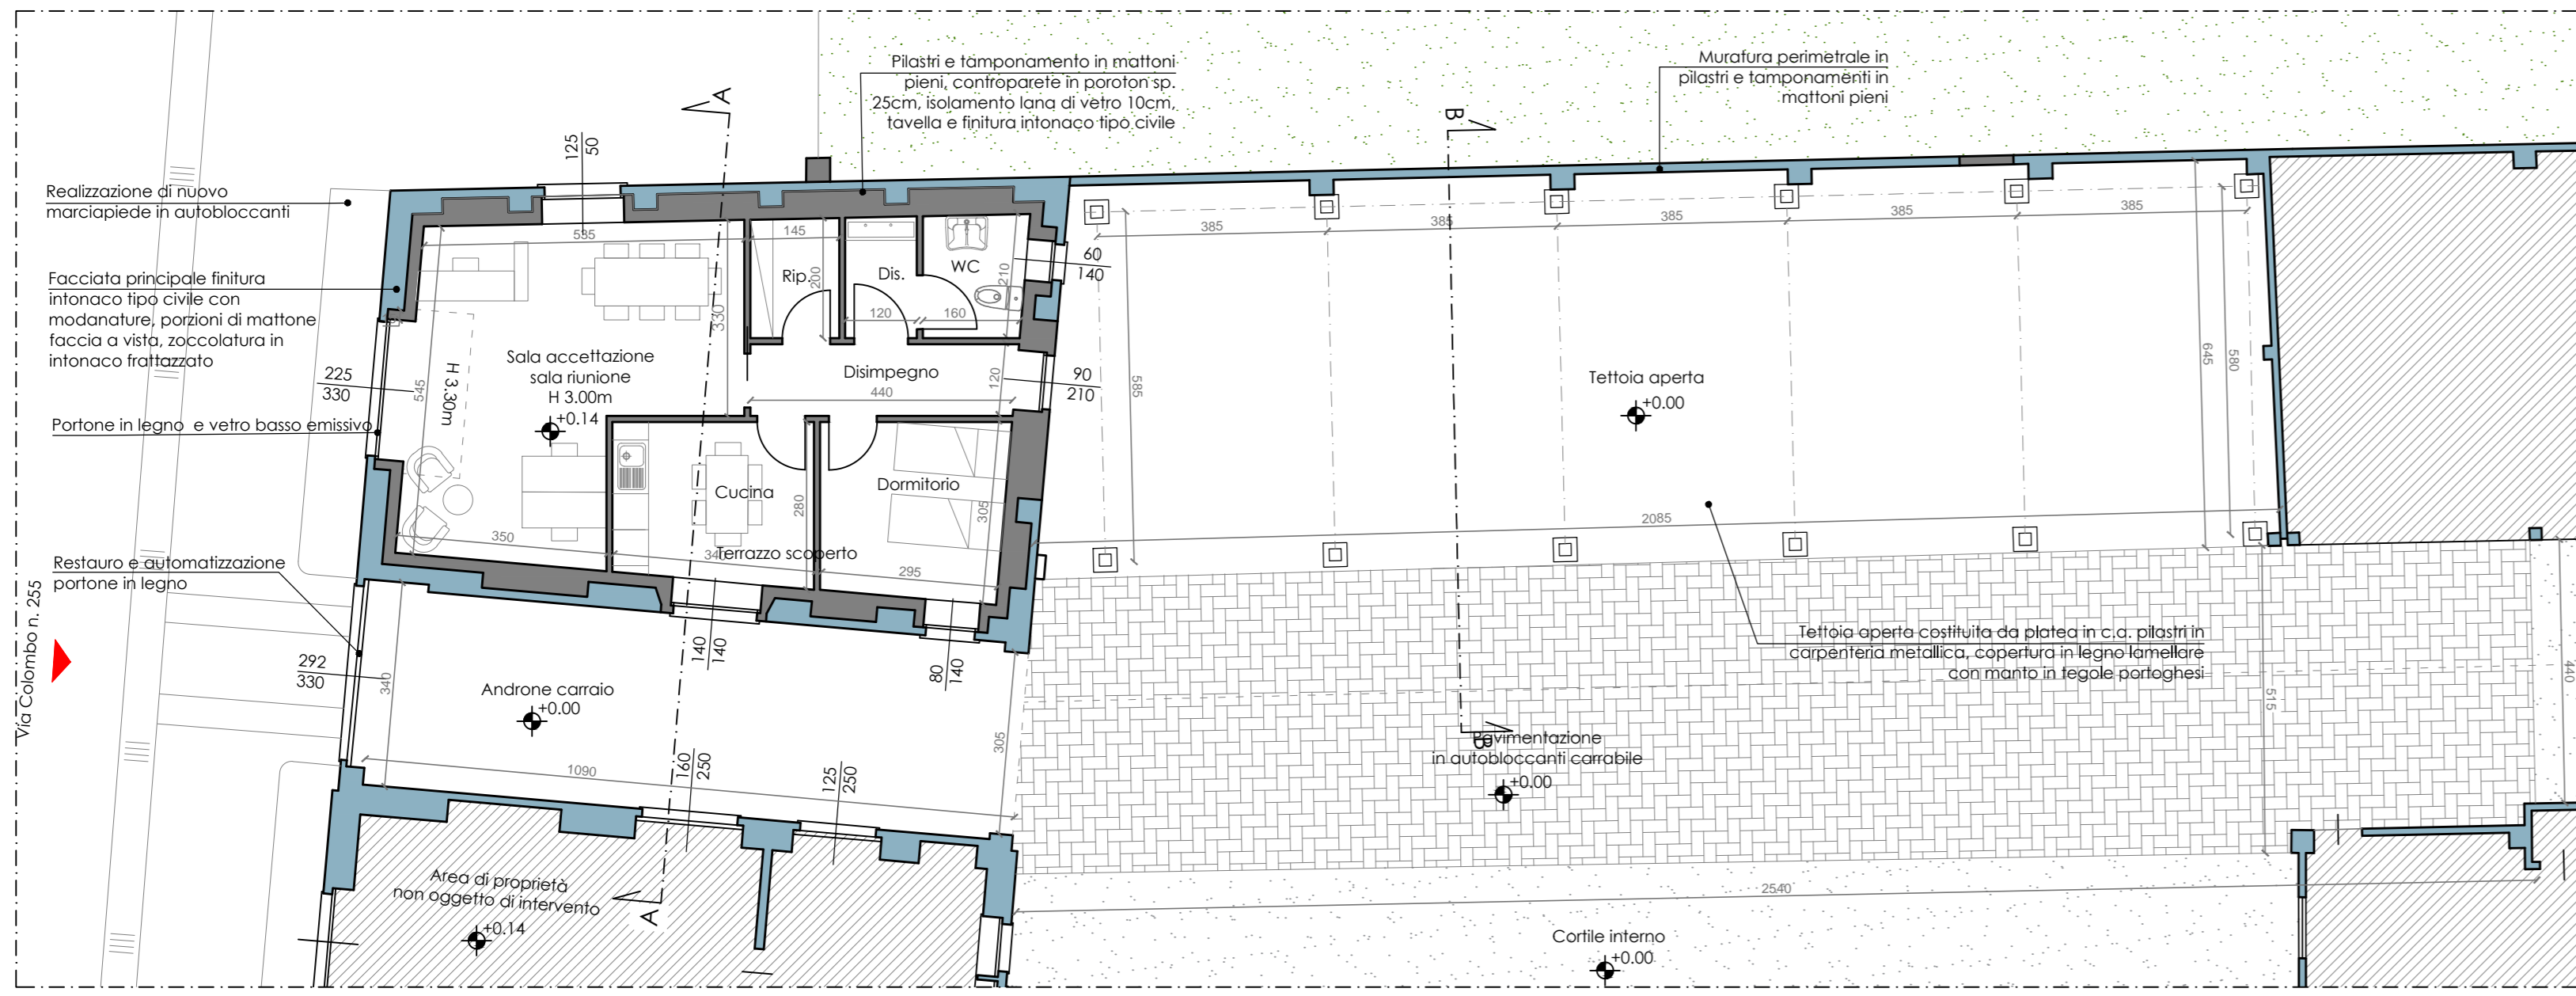 Pilastri e tamponamento in mattoni
pieni, controparete in poroton sp.
25cm, isolamento lana di vetro 10cm,
tavella e finitura intonaco tipo civile
Muratura perimetrale in
pilastri e tamponamenti in
mattoni pieni
A
B
125
50
Realizzazione di nuovo
marciapiede in autobloccanti
Facciata principale finitura
intonaco tipo civile con
modanature, porzioni di mattone
faccia a vista, zoccolatura in
intonaco frattazzato
225
330
Portone in legno e vetro basso emissivo
Restauro e automatizzazione
portone in legno
Via Colombo n. 255
292
330
535
145
Rip.
200
Dis.
WC
210
120
160
60
140
330
545
H 3.30m
Sala accettazione
sala riunione
H 3.00m
+0.14
Disimpegno
440
120
90
210
Cucina
280
Dormitorio
305
350
340
Terrazzo scoperto
295
140
140
80
140
340
Androne carraio
+0.00
1090
305
160
250
125
250
Area di proprietà
non oggetto di intervento
+0.14
A
385
385
385
385
385
585
645
580
Tettoia aperta
+0.00
2085
Tettoia aperta costituita da platea in c.a. pilastri in
carpenteria metallica, copertura in legno lamellare
con manto in tegole portoghesi
515
440
B
Pavimentazione
in autobloccanti carrabile
+0.00
2540
Cortile interno
+0.00